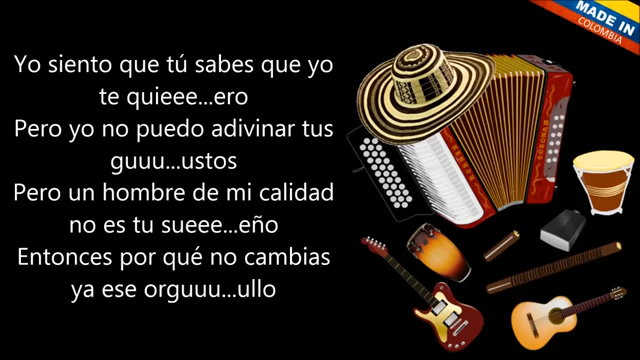 MADE IN
COLOMBIA
Yo siento que tú sabes que yo
te quieee...ero
Pero yo no puedo adivinar tus
guuu...ustos
Pero un hombre de mi calidad
no es tu sueee...eño
Entonces por qué no cambias
ya ese orguuu...ullo